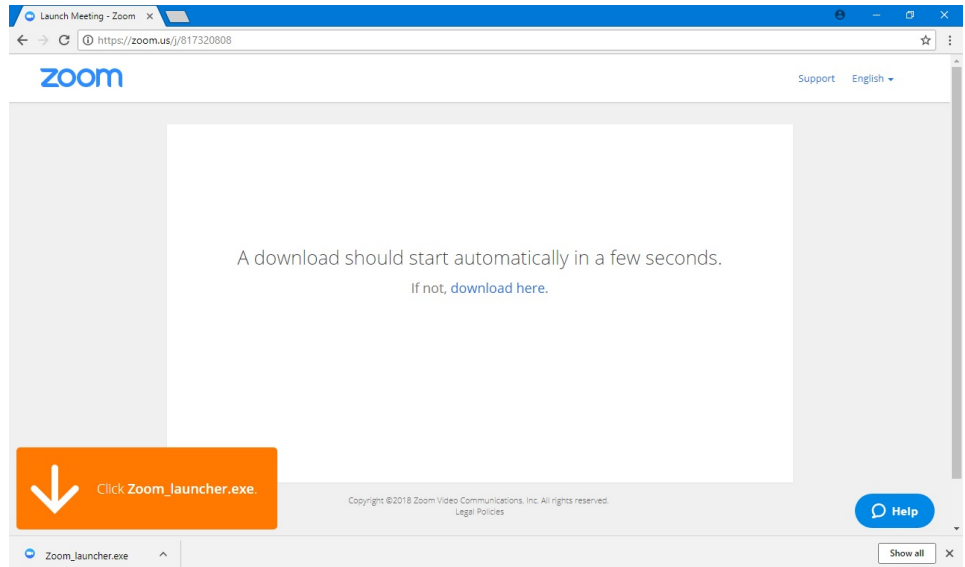 Launch Meeting - Zoom
https://zoom.us/j/817320808
zoom
Support English
A download should start automatically in a few seconds.
If not, download here.
Click Zoom_launcher.exe.
Copyright ©2018 Zoom Video Communications, Inc. All rights reserved.
Legal Policies
Help
Zoom_launcher.exe
Show all